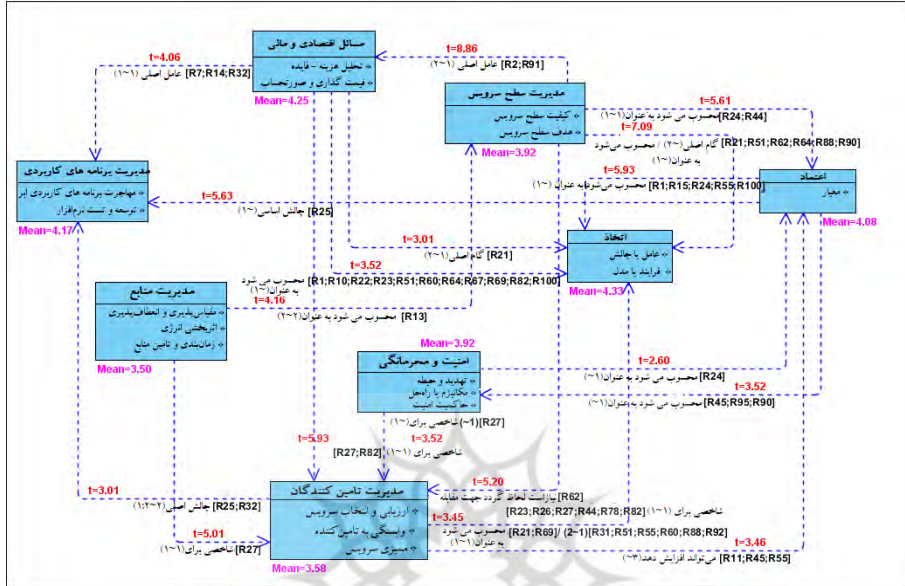 مسائل اقتصادی و مالی
تحلیل هزینه - فایده
قیمت گذاری و صورتحساب
Mean=4.25
t=4.06
عامل اصلی (۱~۱) [R7;R14;R32]
t=8.86
عامل اصلی (۲~۱) [R2;R91]
مدیریت سطح سرویس
کیفیت سطح سرویس
هدف سطح سرویس
Mean=3.92
t=5.61
محسوب می شود به عنوان (۱~۱) [R24;R44]
t=7.09
گام اصلی (۲~) / محسوب می‌شود [R21;R51;R62;R64;R88;R90]
به عنوان (۱~)
t=5.93
محسوب می شود به عنوان (۱~) [R1;R15;R24;R55;R100]
اعتماد
معیار
Mean=4.08
مدیریت برنامه های کاربردی
مهاجرت برنامه های کاربردی ابر
توسعه و تست نرم‌افزار
Mean=4.17
t=5.63
چالش اساسی (۱~) [R25]
اتخاذ
عامل یا چالش
فرایند یا مدل
Mean=4.33
t=3.01
گام اصلی (۲~۱) [R21]
t=3.52
محسوب می شود [R1;R10;R22;R23;R51;R60;R64;R67;R69;R82;R100]
به عنوان (۱~)
مدیریت منابع
مقیاس‌پذیری و انعطاف‌پذیری
اثربخشی انرژی
زمان‌بندی و تامین منابع
Mean=3.50
t=4.16
محسوب می شود به عنوان (۲~۲) [R13]
Mean=3.92
امنیت و محرمانگی
تهدید و حیطه
مکانیزم یا راه‌حل
حاکمیت امنیت
t=2.60
محسوب می شود به عنوان (۱~) [R24]
t=3.52
محسوب می شود به عنوان (۱~) [R45;R95;R90]
شاخصی برای (۱~) (~1)[R27]
t=5.93
t=3.52
شاخصی برای (۱~۱) [R27;R82]
مدیریت تامین کنندگان
ارزیابی و انتخاب سرویس
وابستگی به تامین‌کننده
ممیزی سرویس
Mean=3.58
t=3.01
چالش اصلی [R25;R32]
t=5.01
شاخصی برای (۱~۱) [R27]
t=5.20
نیازاست لحاظ گردد جهت مقابله [R62]
شاخصی برای (۱~۱) [R23;R26;R27;R44;R78;R82]
t=3.45
محسوب می شود [R21;R69]/ (2~1)[R31;R51;R55;R60;R88;R92]
به عنوان (۱~۱)
t=3.46
می‌تواند افزایش دهد (۳~) [R11;R45;R55]